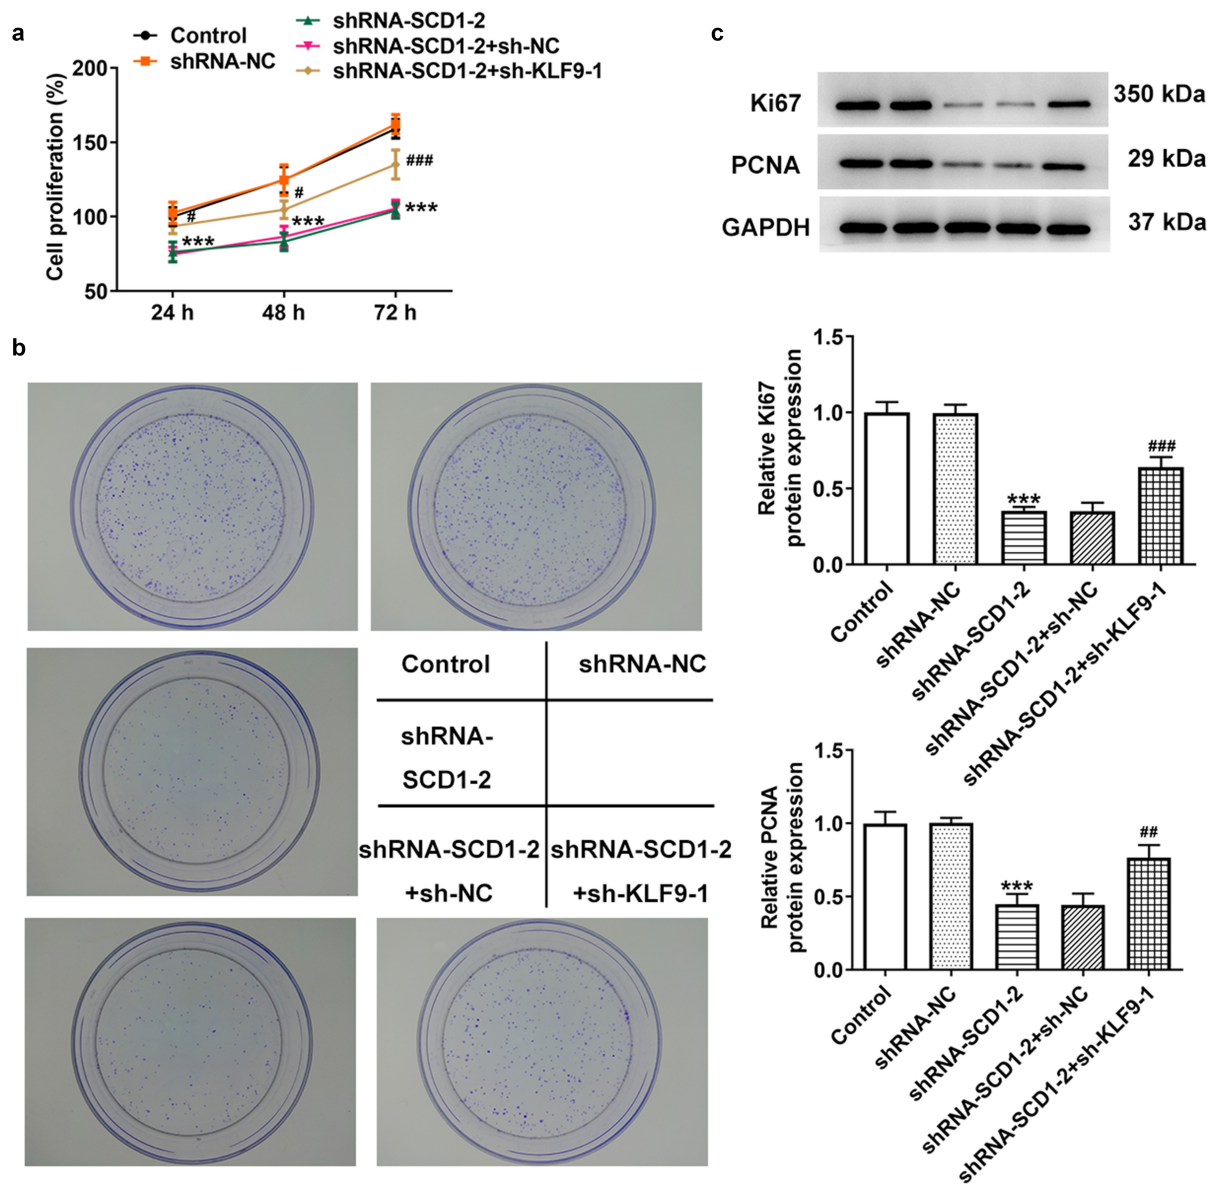 a
Control
shRNA-NC
shRNA-SCD1-2
shRNA-SCD1-2+sh-NC
shRNA-SCD1-2+sh-KLF9-1
Cell proliferation (%)
200
150
100
50
24 h
48 h
72 h
#
***
#
***
###
***
b
Control
shRNA-NC
shRNA-
SCD1-2
shRNA-SCD1-2
+sh-NC
shRNA-SCD1-2
+sh-KLF9-1
c
Ki67
350 kDa
PCNA
29 kDa
GAPDH
37 kDa
Relative Ki67
protein expression
1.5
1.0
0.5
0.0
***
###
Control
shRNA-NC
shRNA-SCD1-2
shRNA-SCD1-2+sh-NC
shRNA-SCD1-2+sh-KLF9-1
Relative PCNA
protein expression
1.5
1.0
0.5
0.0
***
##
Control
shRNA-NC
shRNA-SCD1-2
shRNA-SCD1-2+sh-NC
shRNA-SCD1-2+sh-KLF9-1